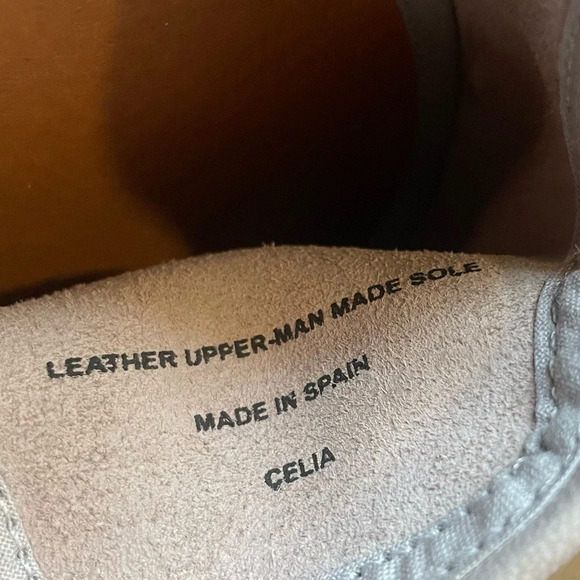 LEATHER UPPER-MAN MADE SOLE
MADE IN SPAIN
CELIA